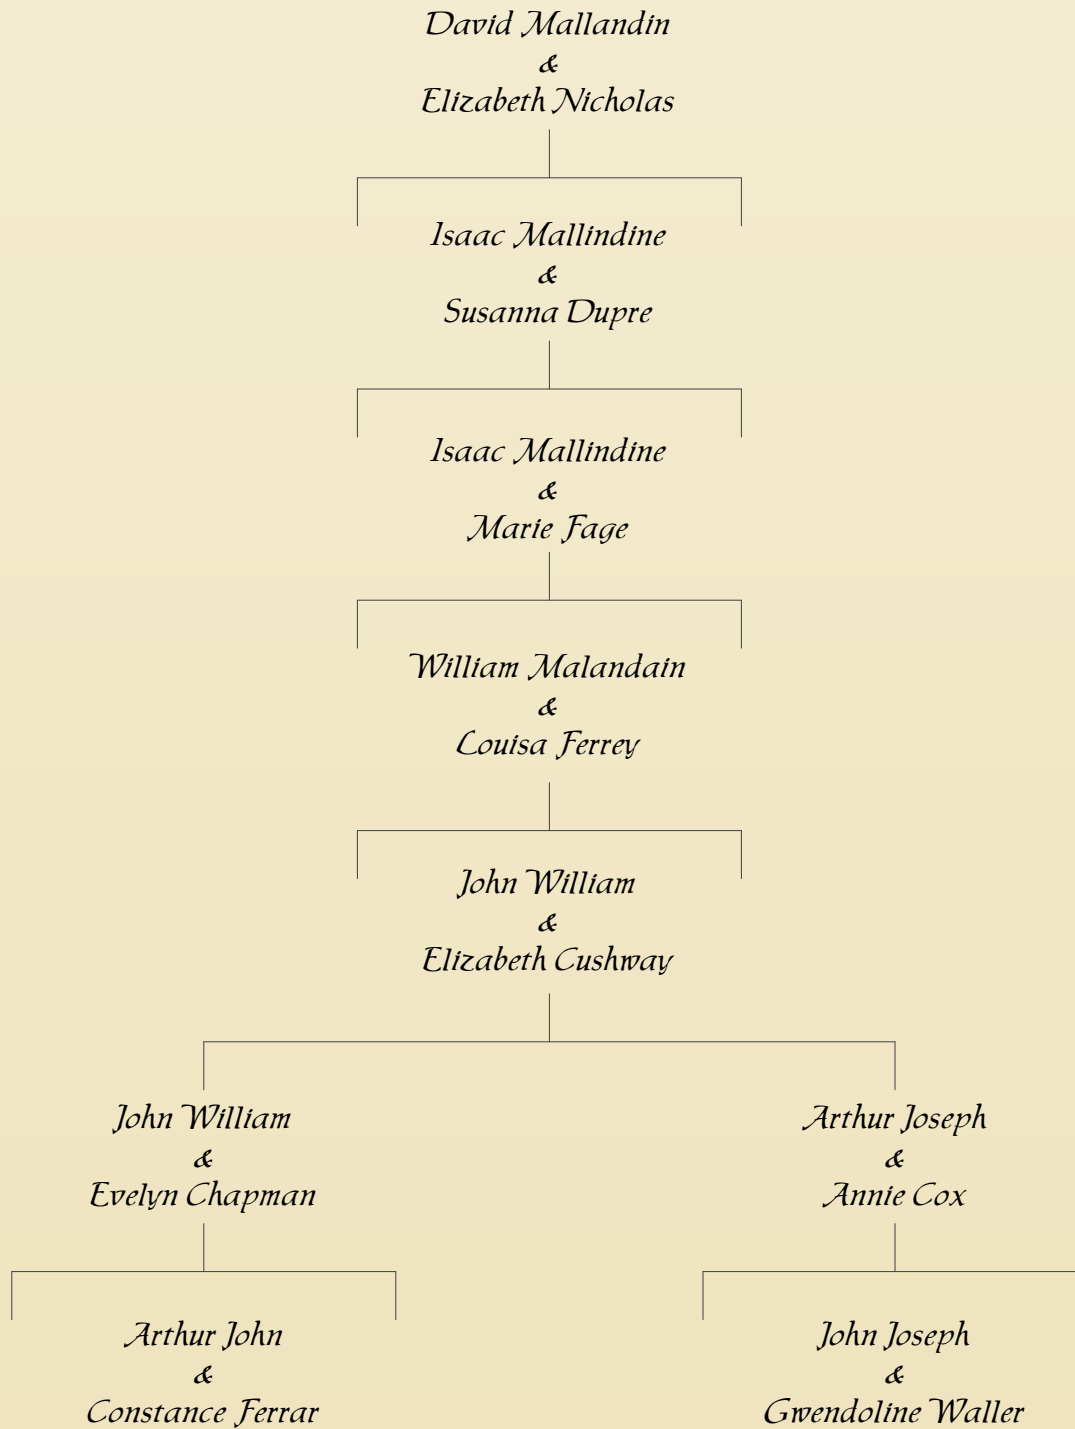 David Mallandin
&
Elizabeth Nicholas
Isaac Mallindine
&
Susanna Dupre
Isaac Mallindine
&
Marie Fage
William Malandain
&
Louisa Ferrey
John William
&
Elizabeth Cushway
John William
&
Evelyn Chapman
Arthur Joseph
&
Annie Cox
Arthur John
&
Constance Ferrar
John Joseph
&
Gwendoline Waller